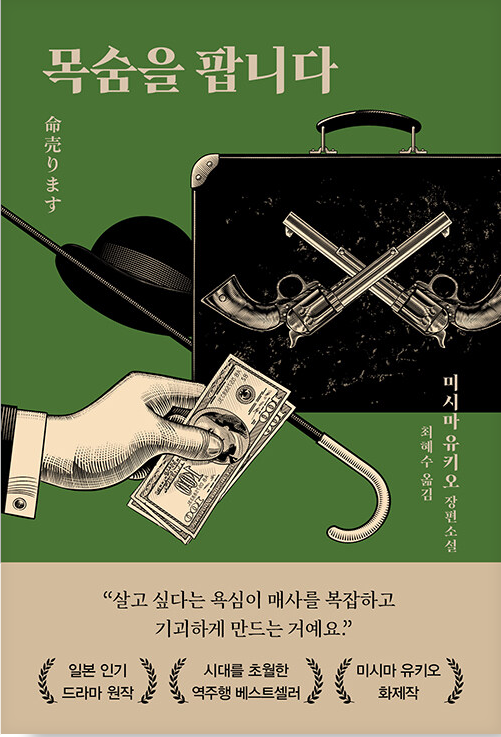 목숨을 팝니다
命売ります
미시마 유키오 장편소설
최혜수 옮김
100
“살고 싶다는 욕심이 매사를 복잡하고
기괴하게 만드는 거예요.”
일본 인기
드라마 원작
시대를 초월한
역주행 베스트셀러
미시마 유키오
화제작